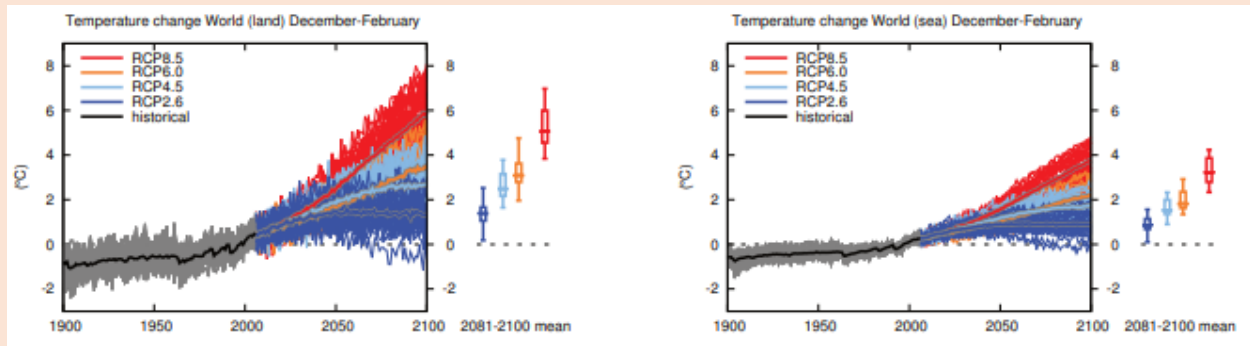 Temperature change World (land) December-February
(°C)
8
6
4
2
0
-2
RCP8.5
RCP6.0
RCP4.5
RCP2.6
historical
8
6
4
2
0
-2
1900
1950
2000
2050
2100
2081-2100 mean
Temperature change World (sea) December-February
(°C)
8
6
4
2
0
-2
RCP8.5
RCP6.0
RCP4.5
RCP2.6
historical
8
6
4
2
0
-2
1900
1950
2000
2050
2100
2081-2100 mean